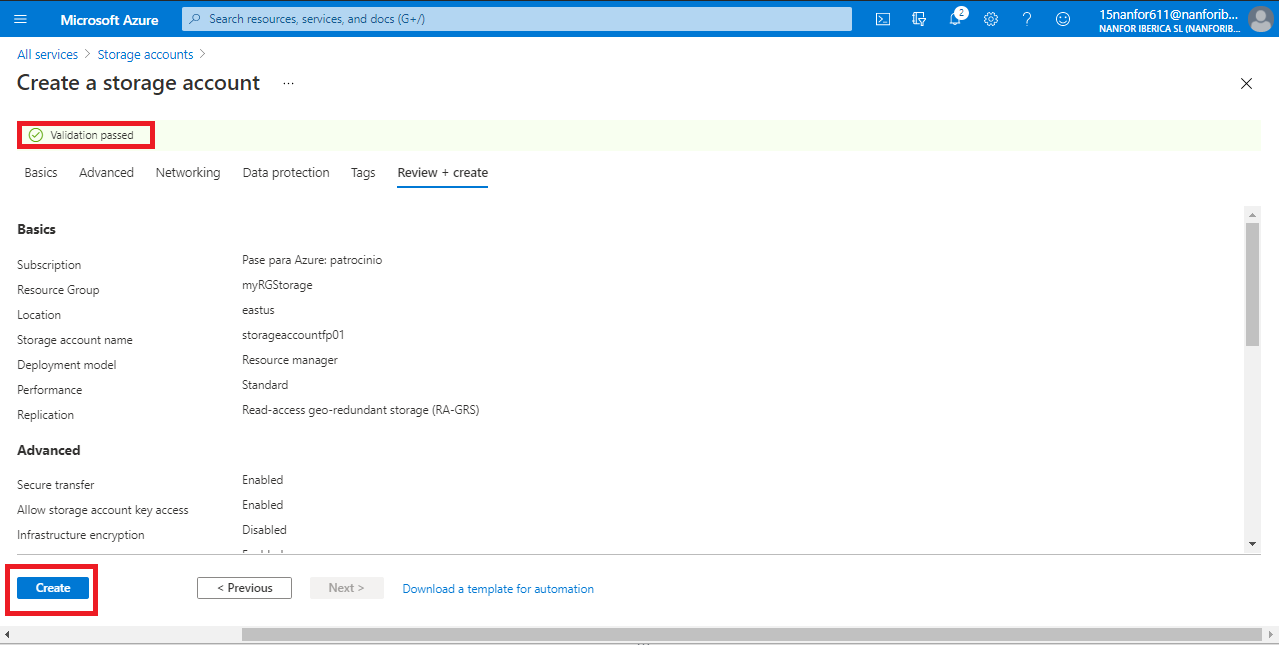 Microsoft Azure
Search resources, services, and docs (G+/)
2
15nanfor611@nanforib...
NANFOR IBERICA SL (NANFORIB...
All services > Storage accounts >
Create a storage account ...
Validation passed
Basics Advanced Networking Data protection Tags Review + create
Basics
Subscription Pase para Azure: patrocinio
Resource Group myRGStorage
Location eastus
Storage account name storageaccountfp01
Deployment model Resource manager
Performance Standard
Replication Read-access geo-redundant storage (RA-GRS)
Advanced
Secure transfer Enabled
Allow storage account key access Enabled
Infrastructure encryption Disabled
Create < Previous Next > Download a template for automation